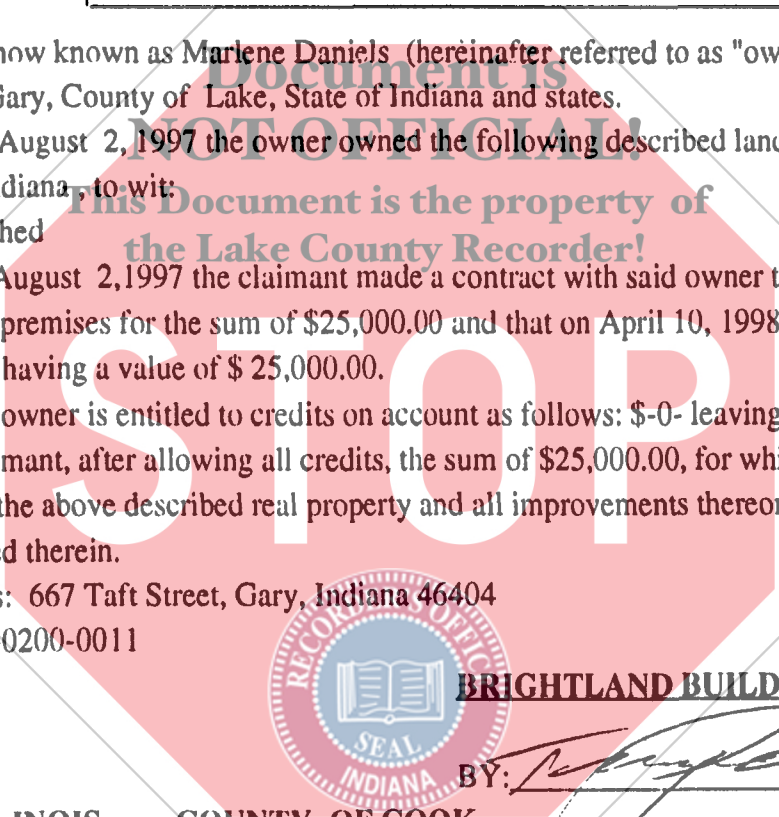 now known as Marlene Daniels (hereinafter referred to as "ow
Gary, County of Lake, State of Indiana and states.
August 2, 1997 the owner owned the following described land
diana , to wit:
hed
August 2,1997 the claimant made a contract with said owner t
premises for the sum of $25,000.00 and that on April 10, 1998
having a value of $ 25,000.00.
owner is entitled to credits on account as follows: $-0- leaving
mant, after allowing all credits, the sum of $25,000.00, for whi
the above described real property and all improvements thereon
d therein.
s: 667 Taft Street, Gary, Indiana 46404
0200-0011
BRIGHTLAND BUILD
BY:
INOIS COUNTY OF COOK
Document is
NOT OFFICIAL!
This Document is the property of
the Lake County Recorder!
STOP
RECORDER'S OFFIC
SEAL
INDIANA